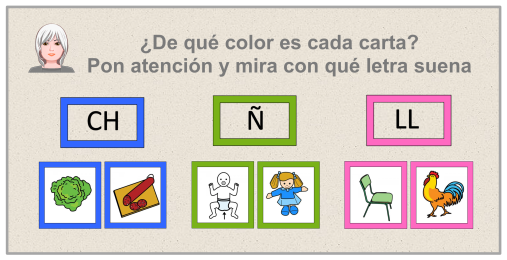 ¿De qué color es cada carta?
Pon atención y mira con qué letra suena
CH
Ñ
LL